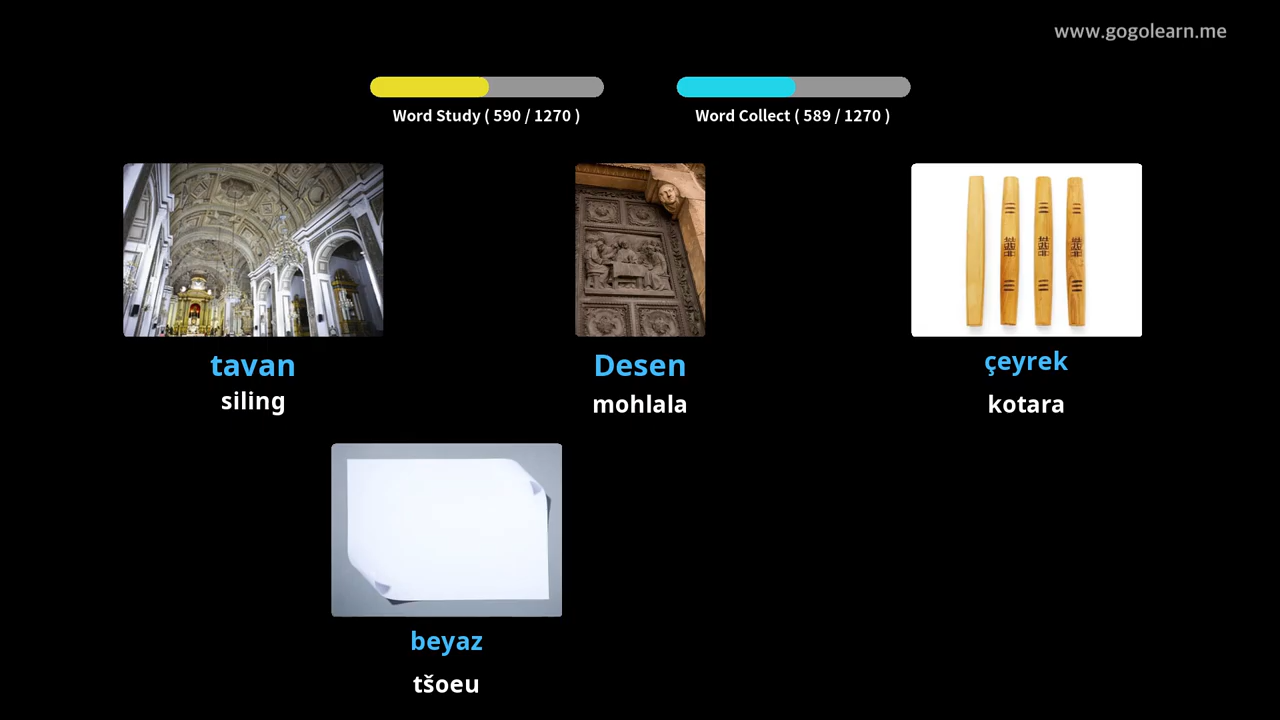 www.gogolearn.me
Word Study ( 590 / 1270 )
Word Collect ( 589 / 1270 )
tavan
siling
Desen
mohlala
çeyrek
kotara
beyaz
tšoeu